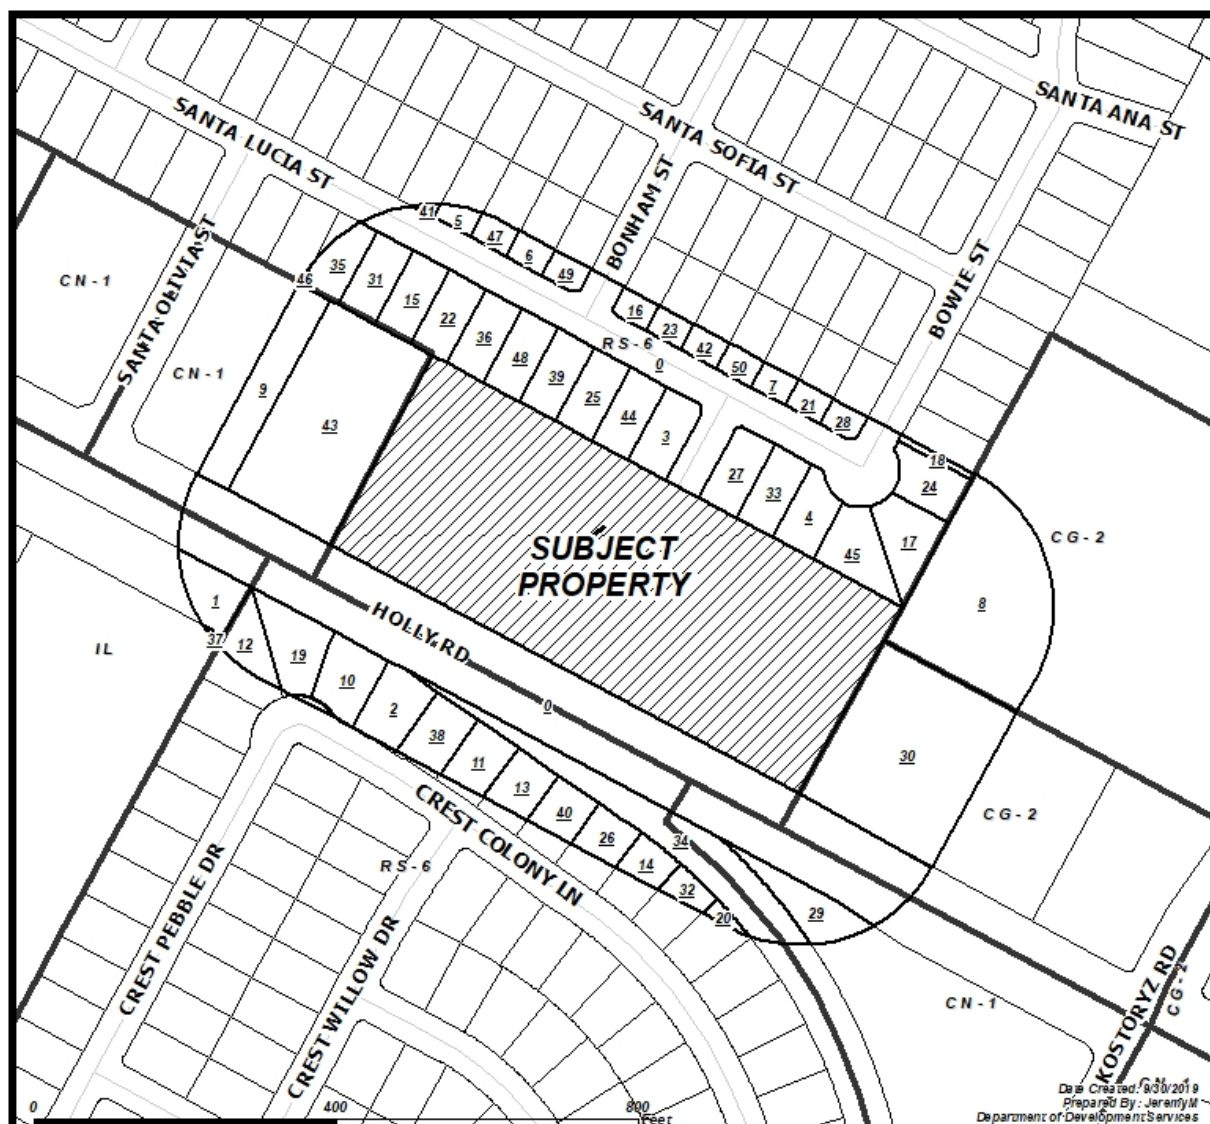 SANTA ANA ST
SANTA LUCIA ST
SANTA SOFIA ST
BONHAM ST
SANTA OLIVIA ST
BOWIE ST
41
5
47
6
49
CN-1
46
35
31
15
22
36
48
39
25
44
3
16
23
42
50
7
21
28
RS-6
0
CN-1
9
43
27
33
4
45
18
24
17
CG-2
8
SUBJECT
PROPERTY
HOLLY RD
0
1
IL
37
12
19
10
2
38
11
13
40
26
14
32
20
34
29
30
CG-2
CREST COLONY LN
RS-6
CREST PEBBLE DR
CREST WILLOW DR
CN-1
KOSTORYZ RD
CG-2
CN-1
Date Created: 9/30/2019
Prepared By: JeremyM
Department of Development Services
0 400 800
Feet